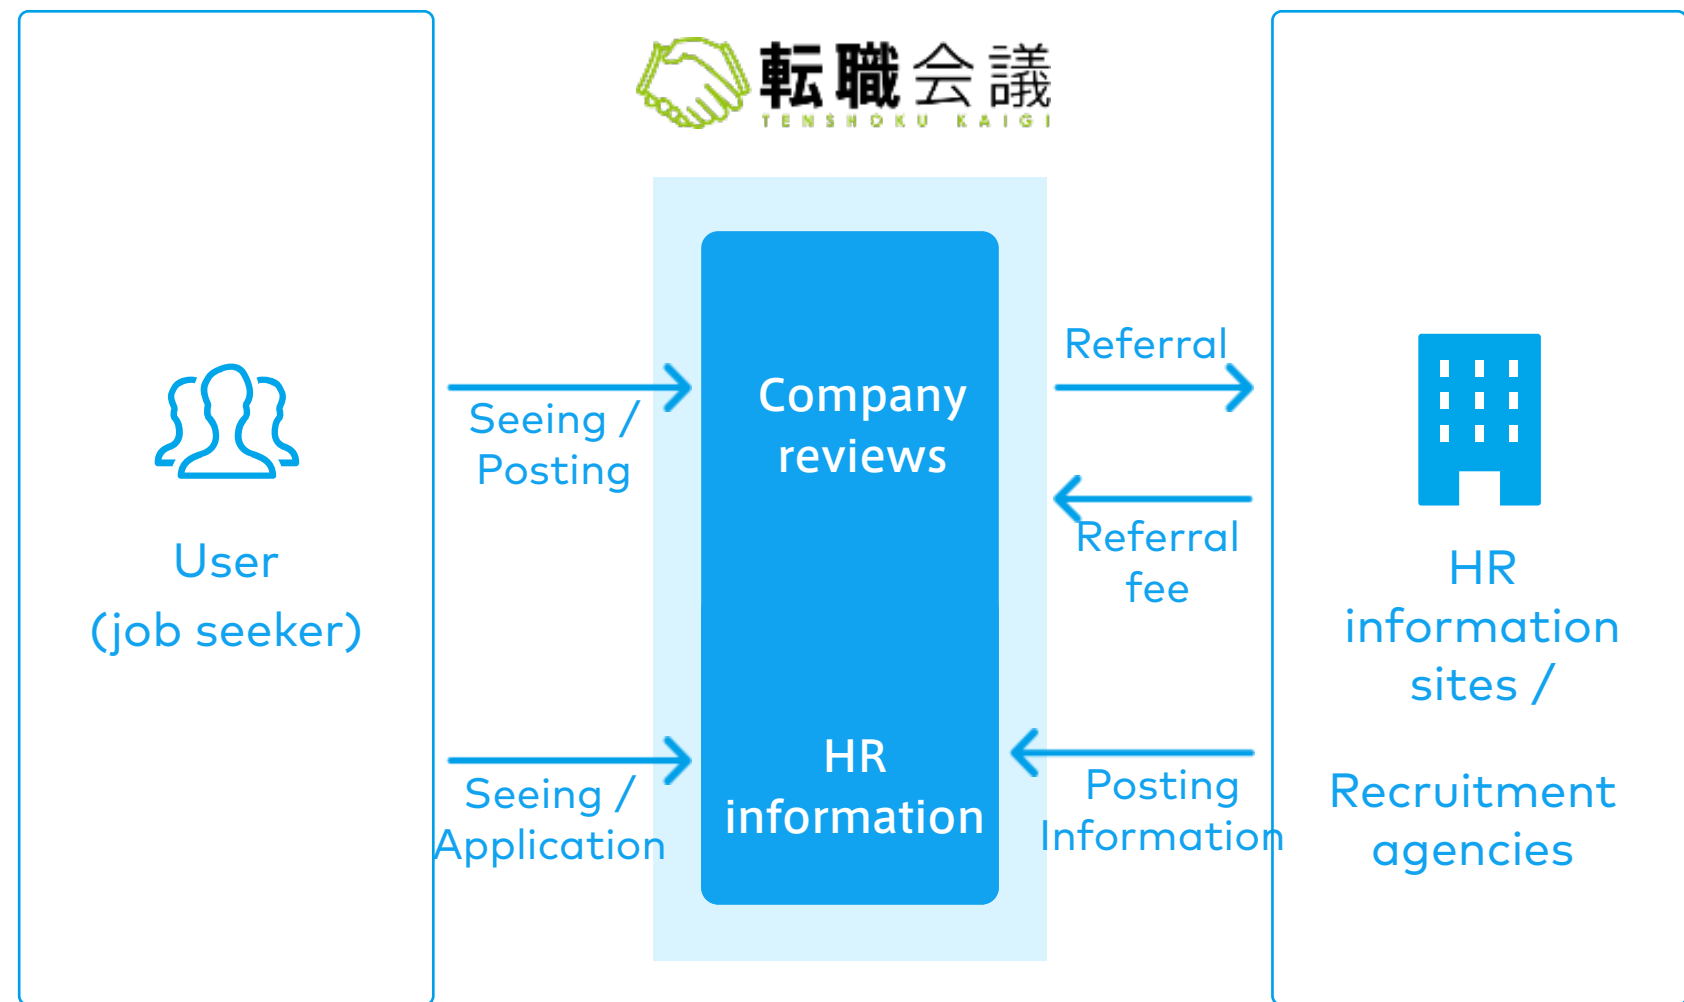 転職会議
TENSHOKU KAIGI
User
(job seeker)
Seeing /
Posting
Seeing /
Application
Company
reviews
HR
information
Referral
Referral
fee
Posting
Information
HR
information
sites /
Recruitment
agencies